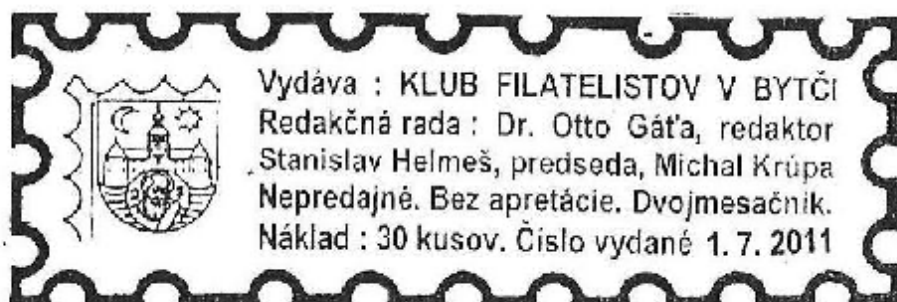 Vydáva : KLUB FILATELISTOV V BYTČI
Redakčná rada : Dr. Otto Gáťa, redaktor
Stanislav Helmeš, predseda, Michal Krúpa
Nepredajné. Bez apretácie. Dvojmesačník.
Náklad : 30 kusov. Číslo vydané 1. 7. 2011